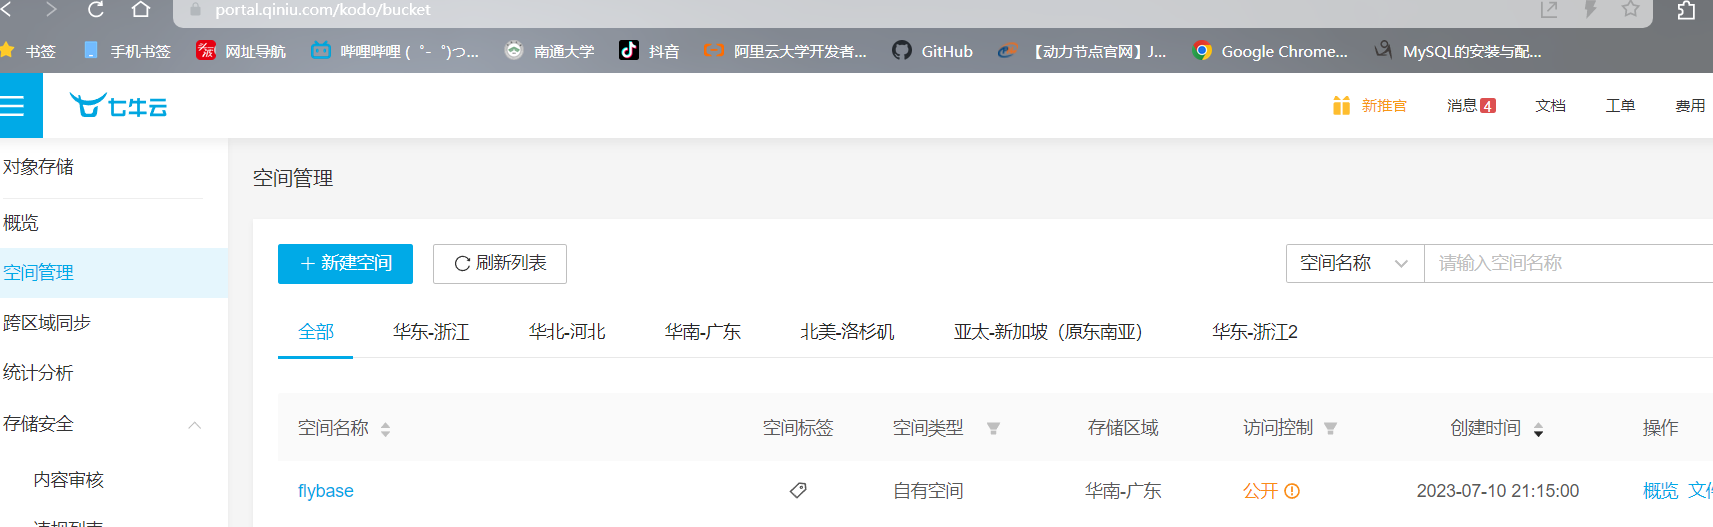 portal.qiniu.com/kodo/bucket
书签 手机书签 网址导航 哔哩哔哩 ( ゜- ゜)つ... 南通大学 抖音 阿里云大学开发者... GitHub 【动力节点官网】J... Google Chrome... MySQL的安装与配...
七牛云 新推官 消息 4 文档 工单 费用
对象存储
空间管理
概览
空间管理
跨区域同步
统计分析
存储安全
内容审核
+ 新建空间 刷新列表 空间名称 请输入空间名称
全部 华东-浙江 华北-河北 华南-广东 北美-洛杉矶 亚太-新加坡（原东南亚） 华东-浙江2
空间名称 空间标签 空间类型 存储区域 访问控制 创建时间 操作
flybase 自有空间 华南-广东 公开 2023-07-10 21:15:00 概览